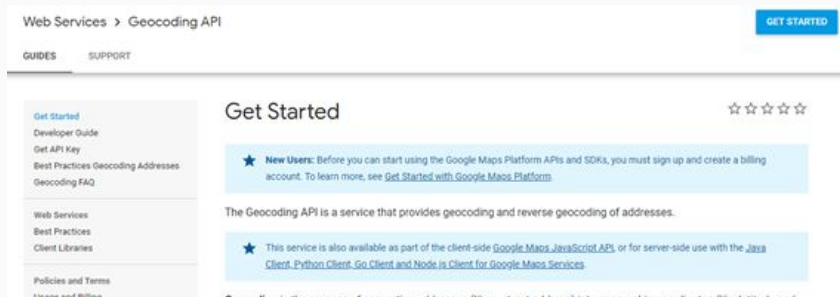 Web Services > Geocoding API
GET STARTED
GUIDES SUPPORT
Get Started
Developer Guide
Get API Key
Best Practices Geocoding Addresses
Geocoding FAQ
Web Services
Best Practices
Client Libraries
Policies and Terms
Usage and Billing
Get Started
New Users: Before you can start using the Google Maps Platform APIs and SDKs, you must sign up and create a billing
account. To learn more, see Get Started with Google Maps Platform.
The Geocoding API is a service that provides geocoding and reverse geocoding of addresses.
This service is also available as part of the client-side Google Maps JavaScript API, or for server-side use with the Java
Client, Python Client, Go Client and Node.js Client for Google Maps Services.